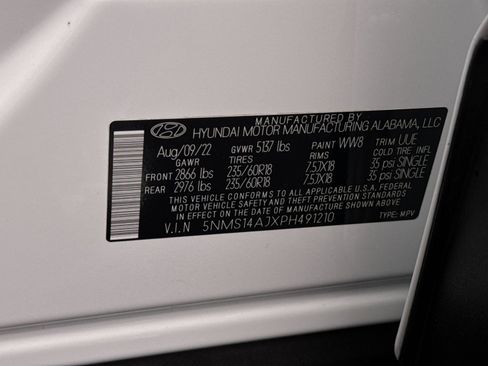 MANUFACTURED BY
HYUNDAI MOTOR MANUFACTURING ALABAMA, LLC
Aug/09/22 GVWR 5137 lbs PAINT WW8 TRIM UUE
GAWR TIRES RIMS COLD TIRE INFL
FRONT 2866 lbs 235/60R18 7.5JX18 35 psi SINGLE
REAR 2976 lbs 235/60R18 7.5JX18 35 psi SINGLE
THIS VEHICLE CONFORMS TO ALL APPLICABLE U.S.A. FEDERAL
MOTOR VEHICLE SAFETY AND THEFT PREVENTION STANDARDS IN
EFFECT ON THE DATE OF MANUFACTURE SHOWN ABOVE
V.I.N 5NMS14AJXPH491210 TYPE: MPV